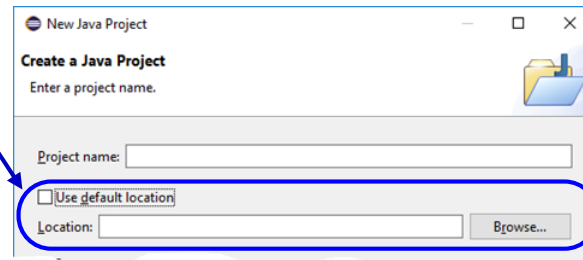 New Java Project
Create a Java Project
Enter a project name.
Project name:
Use default location
Location:
Browse...